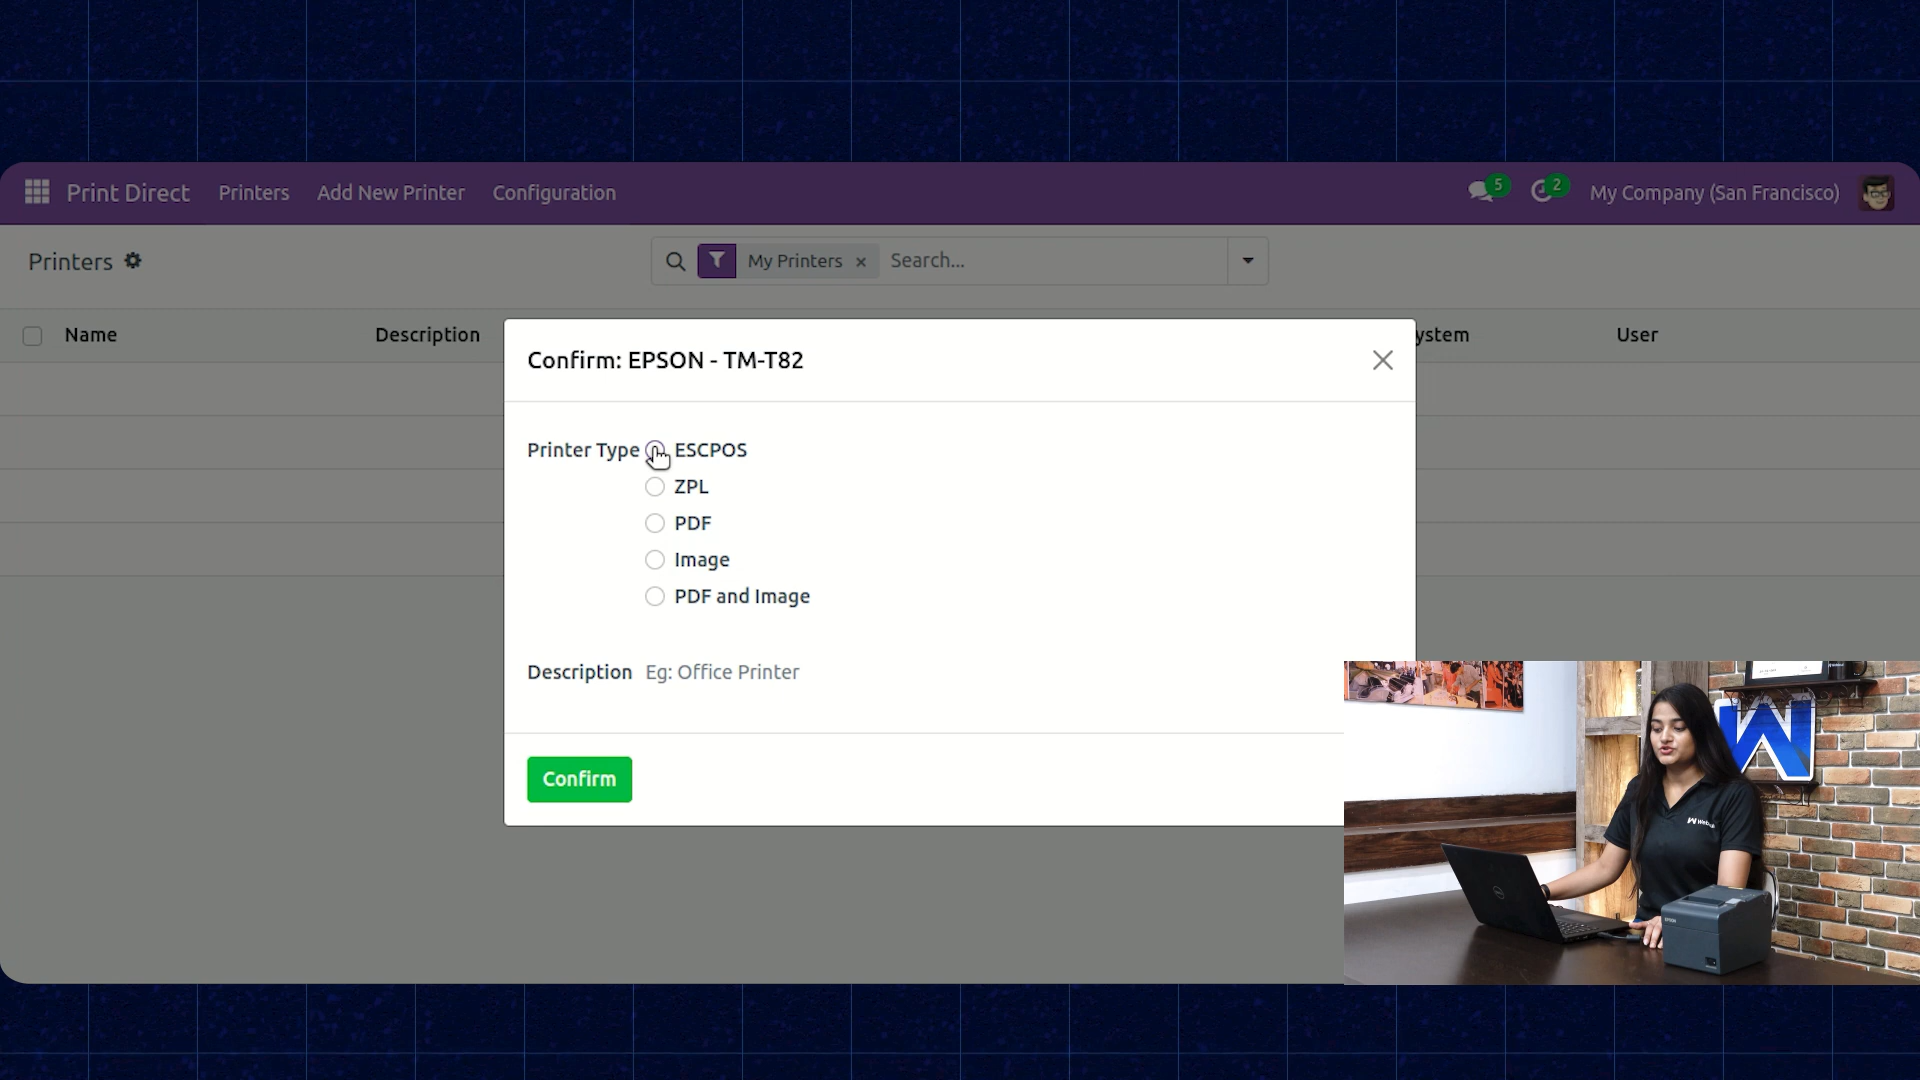 Print Direct Printers Add New Printer Configuration 5 2 My Company (San Francisco)
Printers My Printers × Search...
Name Description ystem User
Confirm: EPSON - TM-T82
Printer Type ESCPOS
ZPL
PDF
Image
PDF and Image
Description Eg: Office Printer
Confirm
W
EPSON